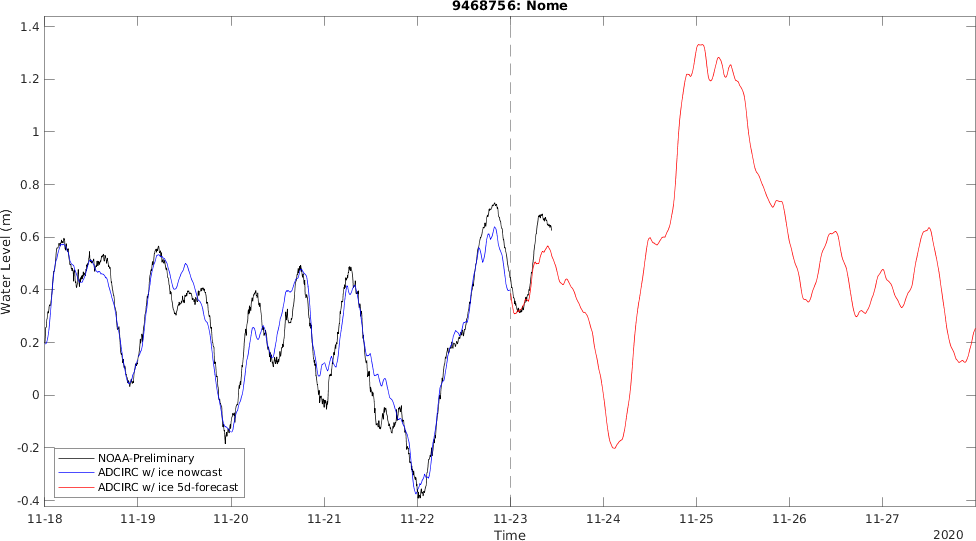 9468756: Nome
1.4
1.2
1
0.8
0.6
0.4
0.2
0
-0.2
-0.4
Water Level (m)
NOAA-Preliminary
ADCIRC w/ ice nowcast
ADCIRC w/ ice 5d-forecast
11-18 11-19 11-20 11-21 11-22 11-23 11-24 11-25 11-26 11-27
Time
2020